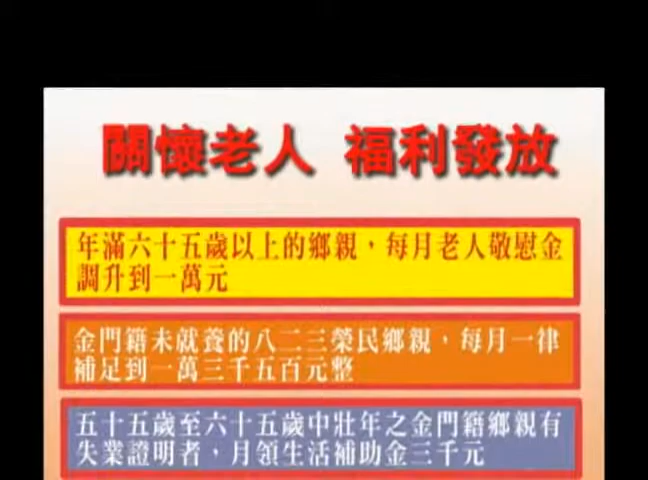 關懷老人 福利發放
年滿六十五歲以上的鄉親，每月老人敬慰金
調升到一萬元
金門籍未就養的八二三榮民鄉親，每月一律
補足到一萬三千五百元整
五十五歲至六十五歲中壯年之金門籍鄉親有
失業證明者，月領生活補助金三千元